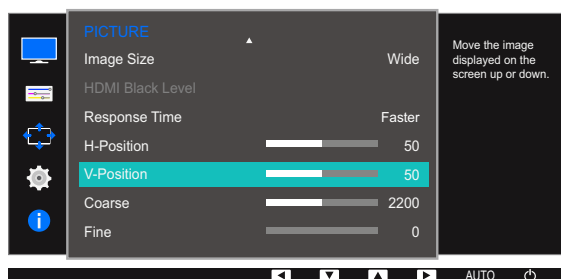 PICTURE
Image Size Wide
HDMI Black Level
Response Time Faster
H-Position 50
V-Position 50
Coarse 2200
Fine 0
Move the image
displayed on the
screen up or down.
AUTO